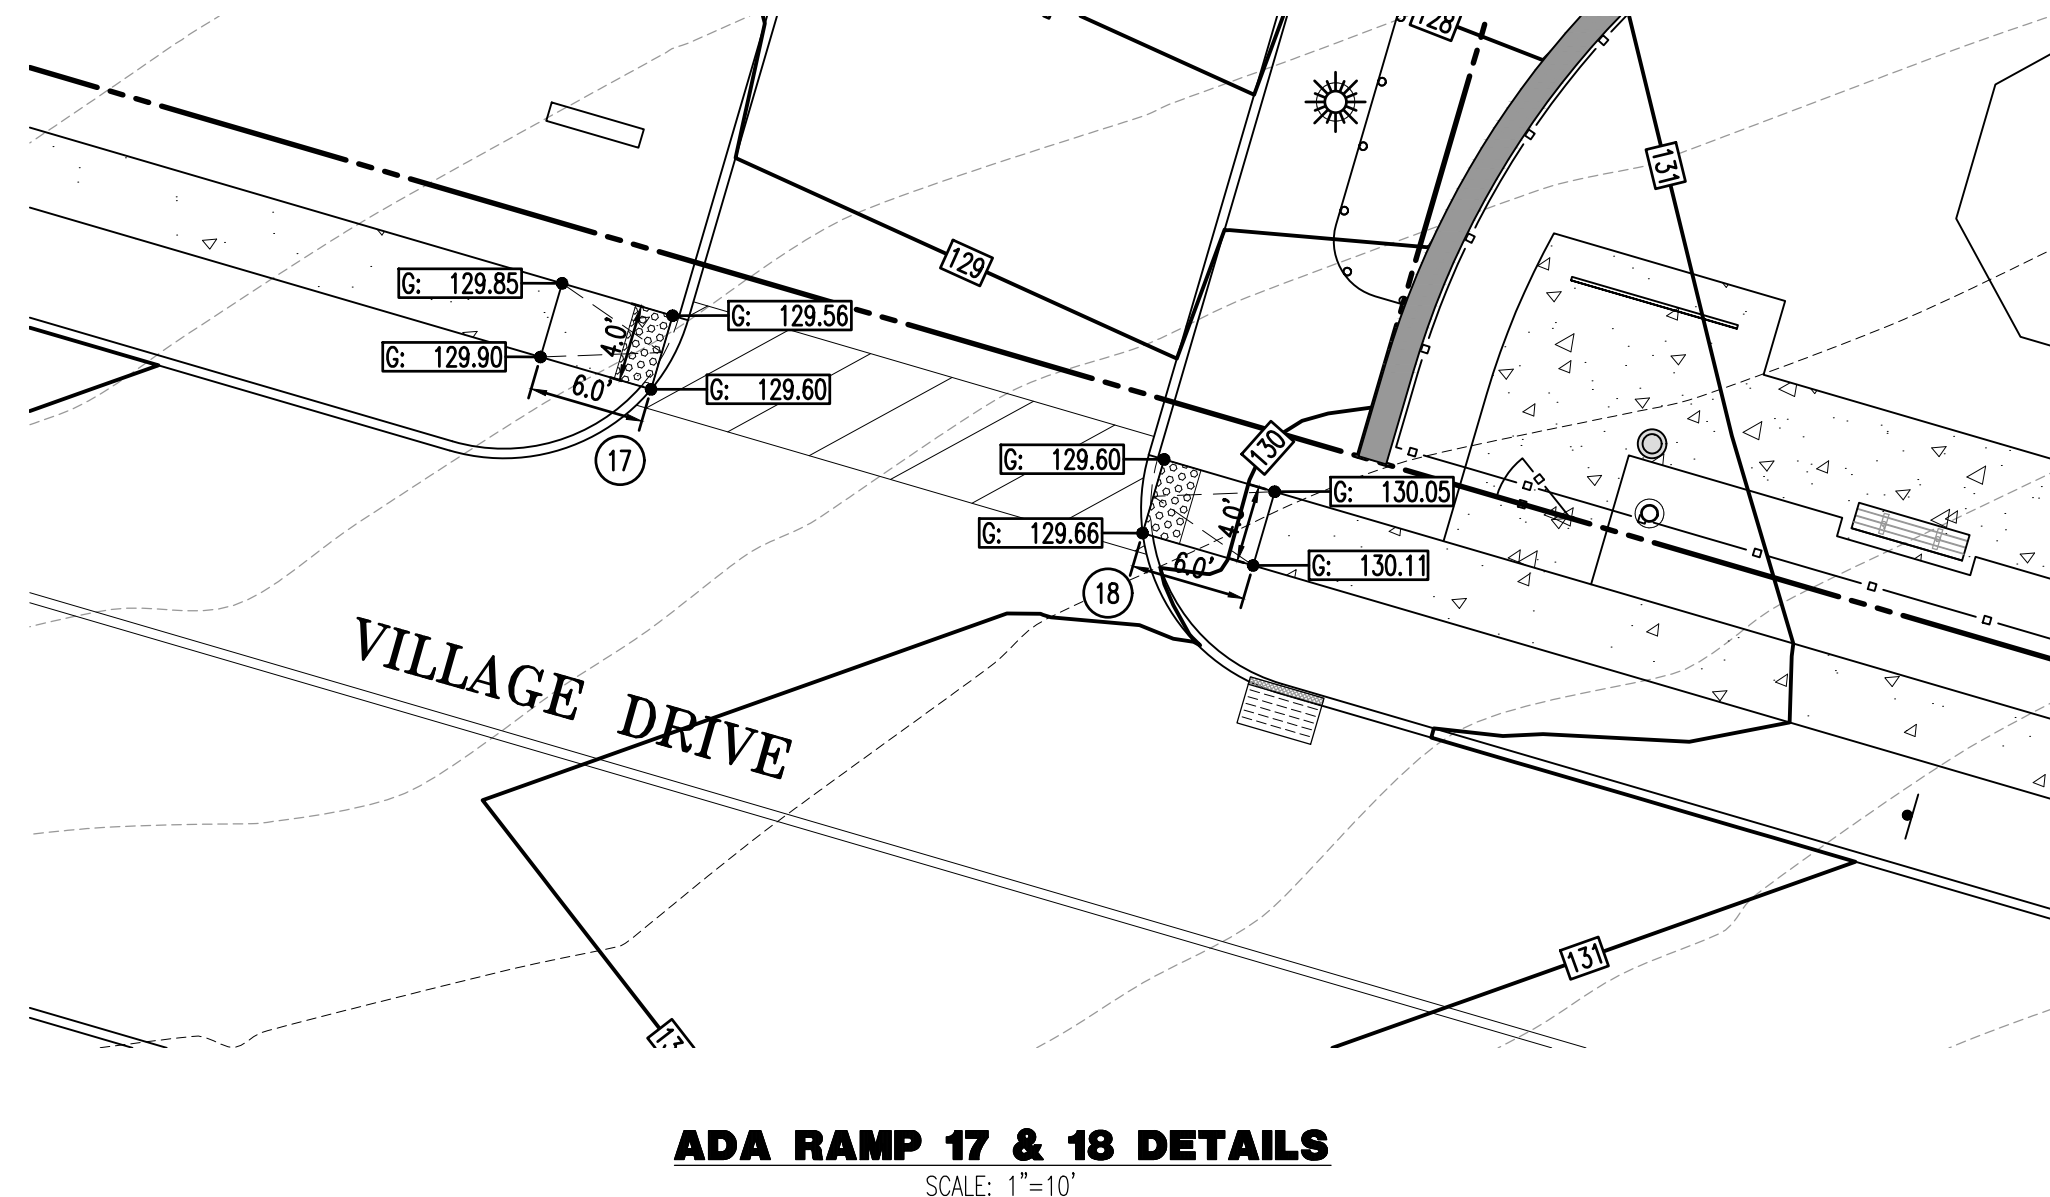 128
131
129
G: 129.85
G: 129.56
4.0'
G: 129.90
6.0'
G: 129.60
17
130
G: 129.60
G: 130.05
4.0'
G: 129.66
6.0'
G: 130.11
18
VILLAGE DRIVE
131
ADA RAMP 17 & 18 DETAILS
SCALE: 1"=10'